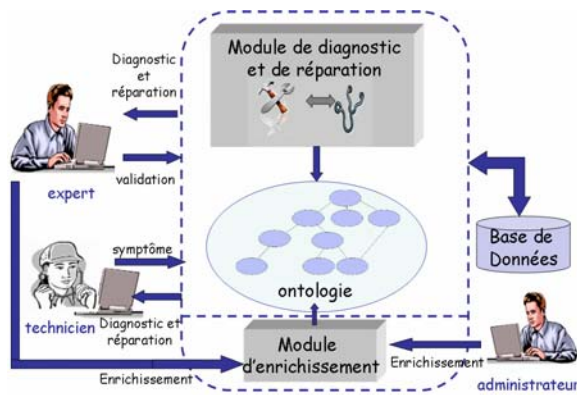 Diagnostic
et
réparation
Module de diagnostic
et de réparation
validation
expert
symptôme
Base de
Données
ontologie
technicien
Diagnostic et
réparation
Module
d'enrichissement
Enrichissement
Enrichissement
administrateur